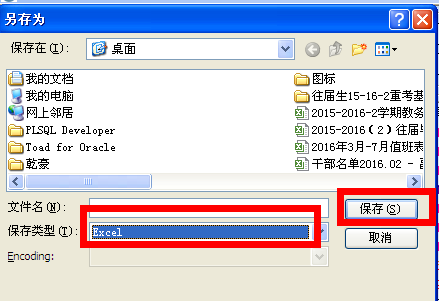 另存为
保存在(I):
桌面
我的文档
我的电脑
网上邻居
PLSQL Developer
Toad for Oracle
乾豪
图标
往届生15-16-2重考基
2015-2016-2学期教务
2015-2016（2）往届
2016年3月-7月值班表
干部名单2016.02 -
文件名(N):
保存(S)
保存类型(T):
Excel
取消
Encoding: